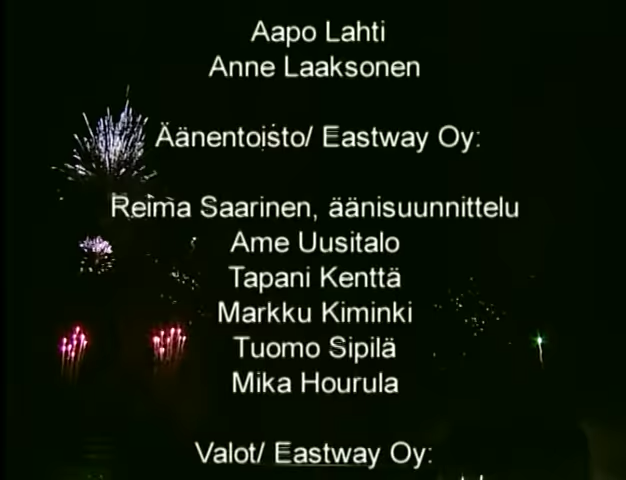 Aapo Lahti
Anne Laaksonen
Äänentoisto/ Eastway Oy:
Reima Saarinen, äänisuunnittelu
Ame Uusitalo
Tapani Kenttä
Markku Kiminki
Tuomo Sipilä
Mika Hourula
Valot/ Eastway Oy: